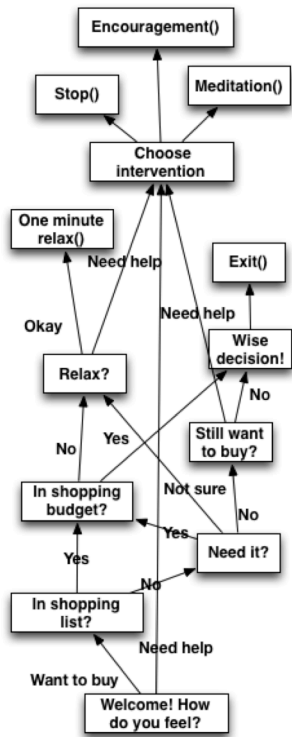 Encouragement()
Stop()
Meditation()
Choose
intervention
One minute
relax()
Need help
Exit()
Okay
Need help
Wise
decision!
Relax?
No
No
Yes
Still want
to buy?
In shopping
budget?
Not sure
No
Yes
Need it?
Yes
No
In shopping
list?
Need help
Want to buy
Welcome! How
do you feel?